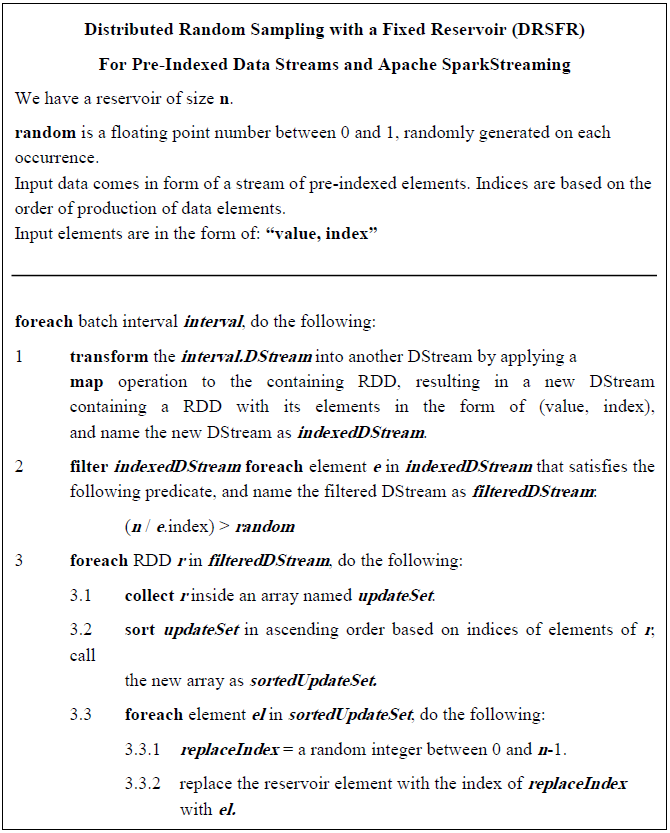 Distributed Random Sampling with a Fixed Reservoir (DRSFR)
For Pre-Indexed Data Streams and Apache SparkStreaming
We have a reservoir of size n.
random is a floating point number between 0 and 1, randomly generated on each
occurrence.
Input data comes in form of a stream of pre-indexed elements. Indices are based on the
order of production of data elements.
Input elements are in the form of: “value, index”
foreach batch interval interval, do the following:
1 transform the interval.DStream into another DStream by applying a
map operation to the containing RDD, resulting in a new DStream
containing a RDD with its elements in the form of (value, index),
and name the new DStream as indexedDStream.
2 filter indexedDStream foreach element e in indexedDStream that satisfies the
following predicate, and name the filtered DStream as filteredDStream:
(n / e.index) > random
3 foreach RDD r in filteredDStream, do the following:
3.1 collect r inside an array named updateSet.
3.2 sort updateSet in ascending order based on indices of elements of r;
call
the new array as sortedUpdateSet.
3.3 foreach element el in sortedUpdateSet, do the following:
3.3.1 replaceIndex = a random integer between 0 and n-1.
3.3.2 replace the reservoir element with the index of replaceIndex
with el.